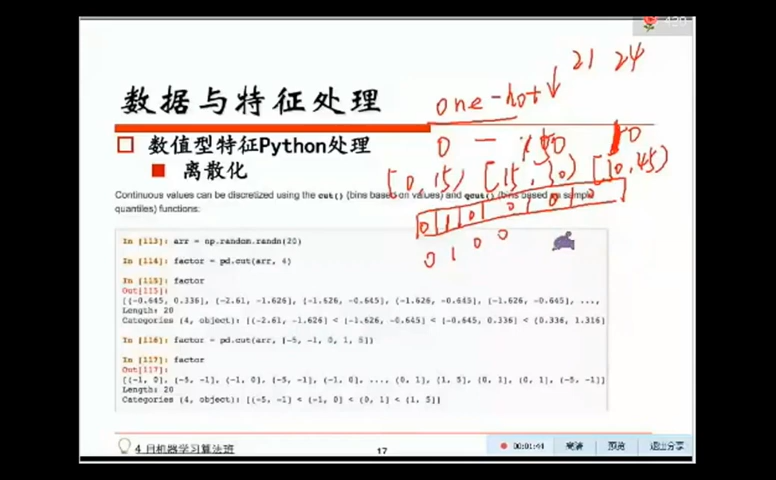 21 24
数据与特征处理
one-hot
数值型特征Python处理
离散化
[0,15) [15,30) [30,45)
Continuous values can be discretized using the cut() (bins based on values) and qcut() (bins based on sample
quantiles) functions:
0 1 0 0
In [113]: arr = np.random.randn(20)
In [114]: factor = pd.cut(arr, 4)
In [115]: factor
Out[115]:
[(-0.645, 0.336], (-2.61, -1.626], (-1.626, -0.645], (-1.626, -0.645], (-1.626, -0.645], ...,
Length: 20
Categories (4, object): [(-2.61, -1.626] < (-1.626, -0.645] < (-0.645, 0.336] < (0.336, 1.316]
In [116]: factor = pd.cut(arr, [-5, -1, 0, 1, 5])
In [117]: factor
Out[117]:
[(-1, 0], (-5, -1], (-1, 0], (-5, -1], (-1, 0], ..., (0, 1], (1, 5], (0, 1], (0, 1], (-5, -1]]
Length: 20
Categories (4, object): [(-5, -1] < (-1, 0] < (0, 1] < (1, 5]]
4月机器学习算法班
17
00:01:44
预览
退出分享